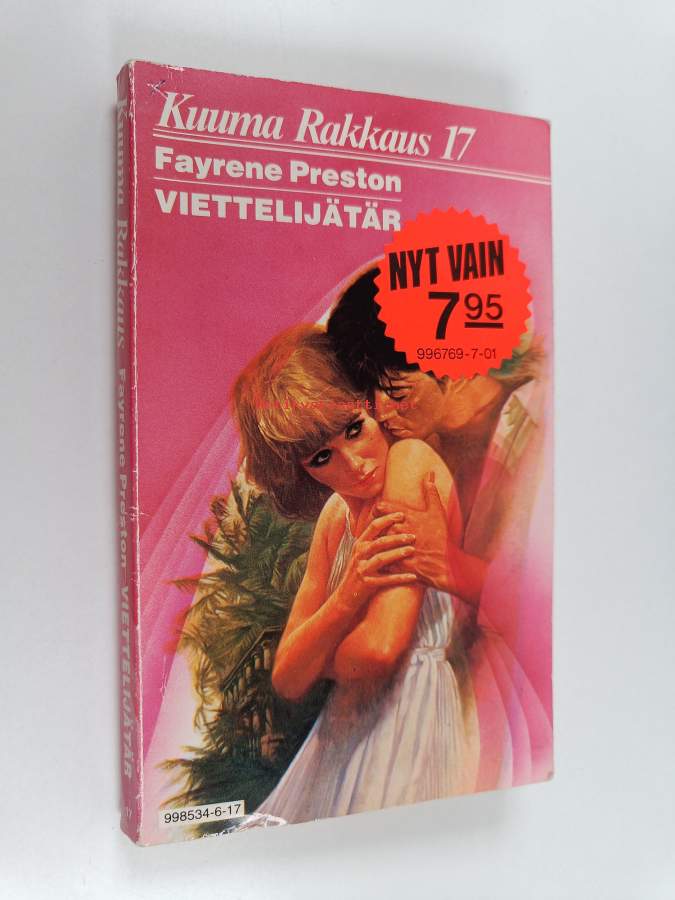 Kuuma Rakkaus 17
Fayrene Preston
VIETTELIJÄTÄR
NYT VAIN
7 95
996769-7-01
998534-6-17
Kuuma Rakkaus Fayrene Preston VIETTELIJÄTÄR
17